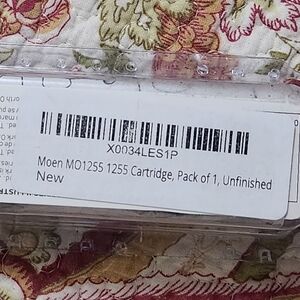 X0034LES1P
Moen MO1255 1255 Cartridge, Pack of 1, Unfinished
New